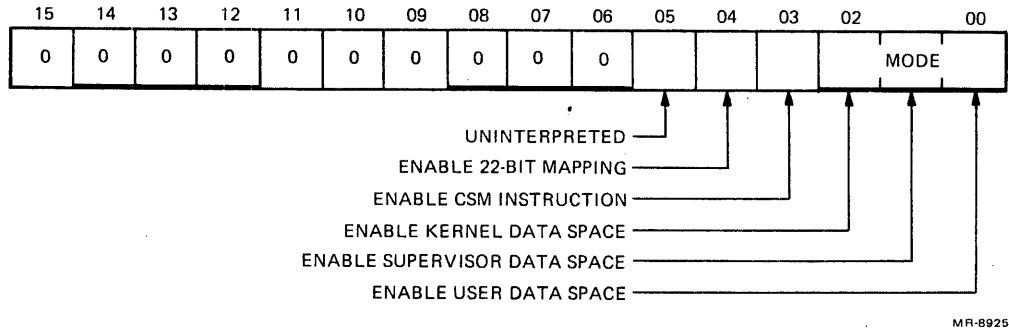 15 14 13 12 11 10 09 08 07 06 05 04 03 02 00
0 0 0 0 0 0 0 0 0 0 MODE
UNINTERPRETED
ENABLE 22-BIT MAPPING
ENABLE CSM INSTRUCTION
ENABLE KERNEL DATA SPACE
ENABLE SUPERVISOR DATA SPACE
ENABLE USER DATA SPACE
MR-8925